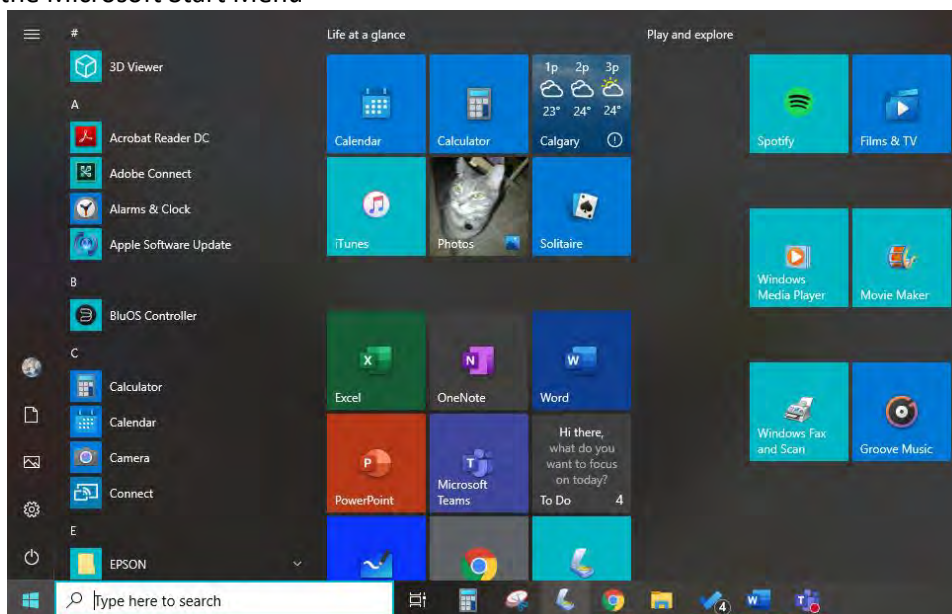 the Microsoft Start Menu
#
3D Viewer
A
Acrobat Reader DC
Adobe Connect
Alarms & Clock
Apple Software Update
B
BluOS Controller
C
Calculator
Calendar
Camera
Connect
E
EPSON
Life at a glance
Calendar
Calculator
1p 2p 3p
23° 24° 24°
Calgary
iTunes
Photos
Solitaire
Excel
OneNote
Word
PowerPoint
Microsoft
Teams
Hi there,
what do you
want to focus
on today?
To Do 4
Play and explore
Spotify
Films & TV
Windows
Media Player
Movie Maker
Windows Fax
and Scan
Groove Music
Type here to search
4